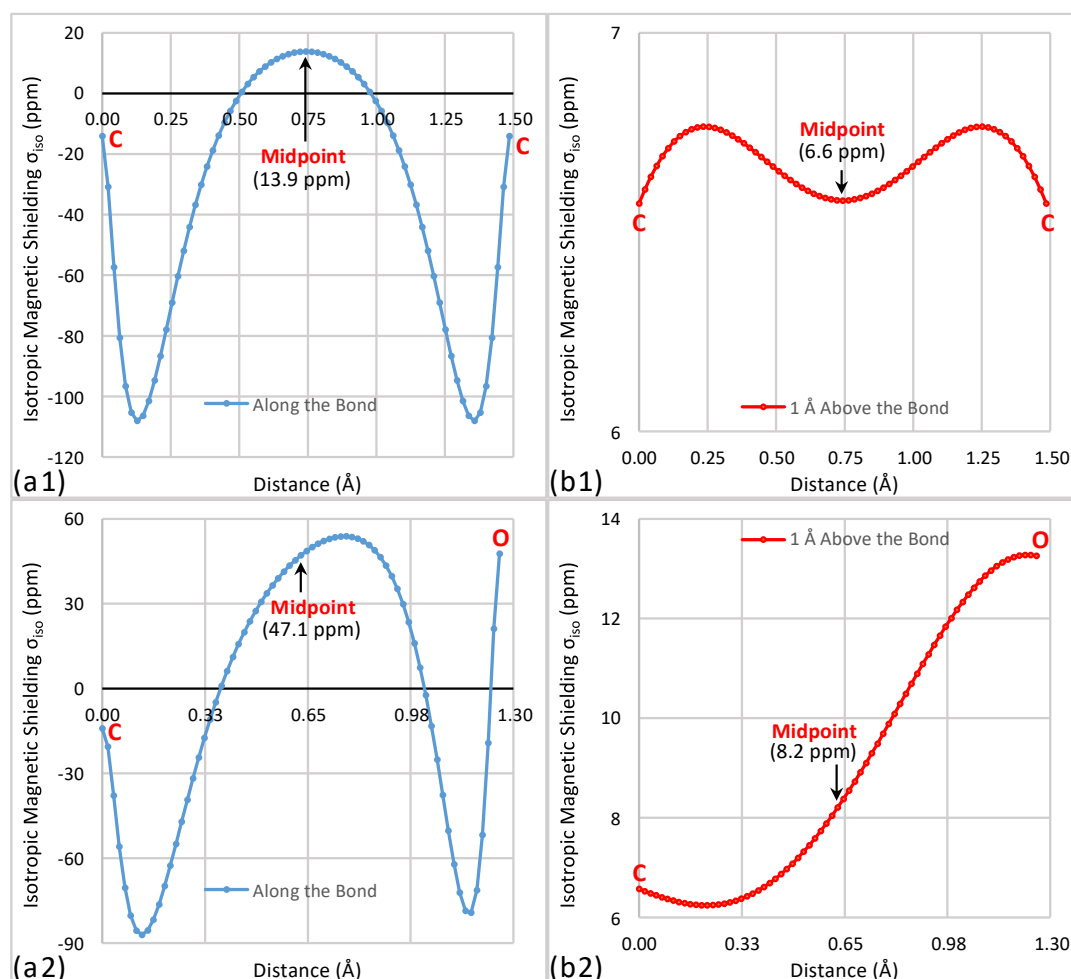 Isotropic Magnetic Shielding σiso (ppm)
20
0
-20
-40
-60
-80
-100
-120
0.00 0.25 0.50 0.75 1.00 1.25 1.50
C
C
Midpoint
(13.9 ppm)
Along the Bond
(a1)
Distance (Å)
Isotropic Magnetic Shielding σiso (ppm)
7
6
Midpoint
(6.6 ppm)
C
C
1 Å Above the Bond
0.00 0.25 0.50 0.75 1.00 1.25 1.50
(b1)
Distance (Å)
Isotropic Magnetic Shielding σiso (ppm)
60
30
0
-30
-60
-90
O
Midpoint
(47.1 ppm)
0.00 0.33 0.65 0.98 1.30
C
Along the Bond
(a2)
Distance (Å)
Isotropic Magnetic Shielding σiso (ppm)
14
12
10
8
6
1 Å Above the Bond
O
Midpoint
(8.2 ppm)
C
0.00 0.33 0.65 0.98 1.30
(b2)
Distance (Å)